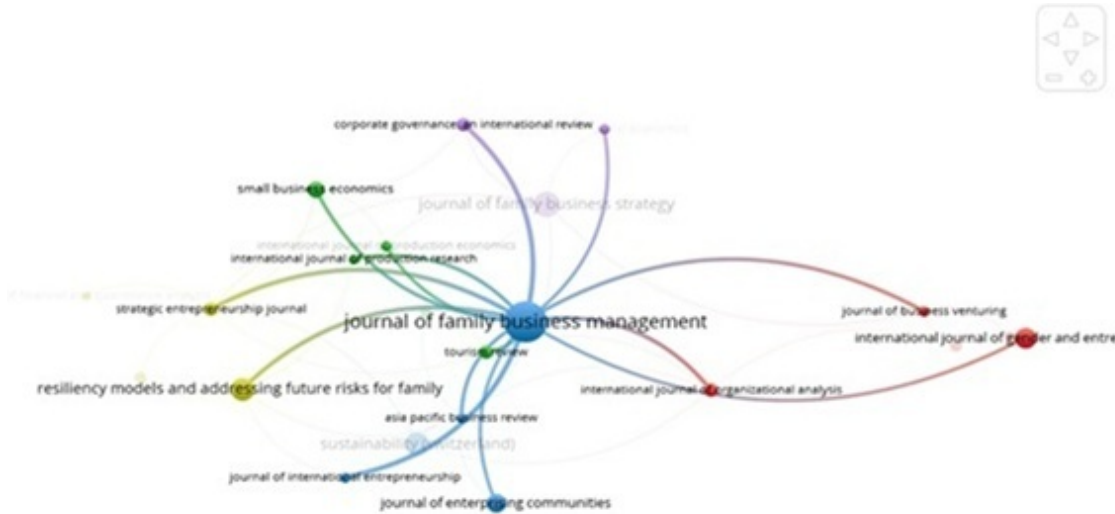 corporate governance: an international review
small business economics
journal of family business strategy
international journal of production economics
international journal of production research
strategic entrepreneurship journal
journal of business venturing
journal of family business management
international journal of gender and entre
tourism review
resiliency models and addressing future risks for family
international journal of organizational analysis
asia pacific business review
sustainability (switzerland)
journal of international entrepreneurship
journal of enterprising communities